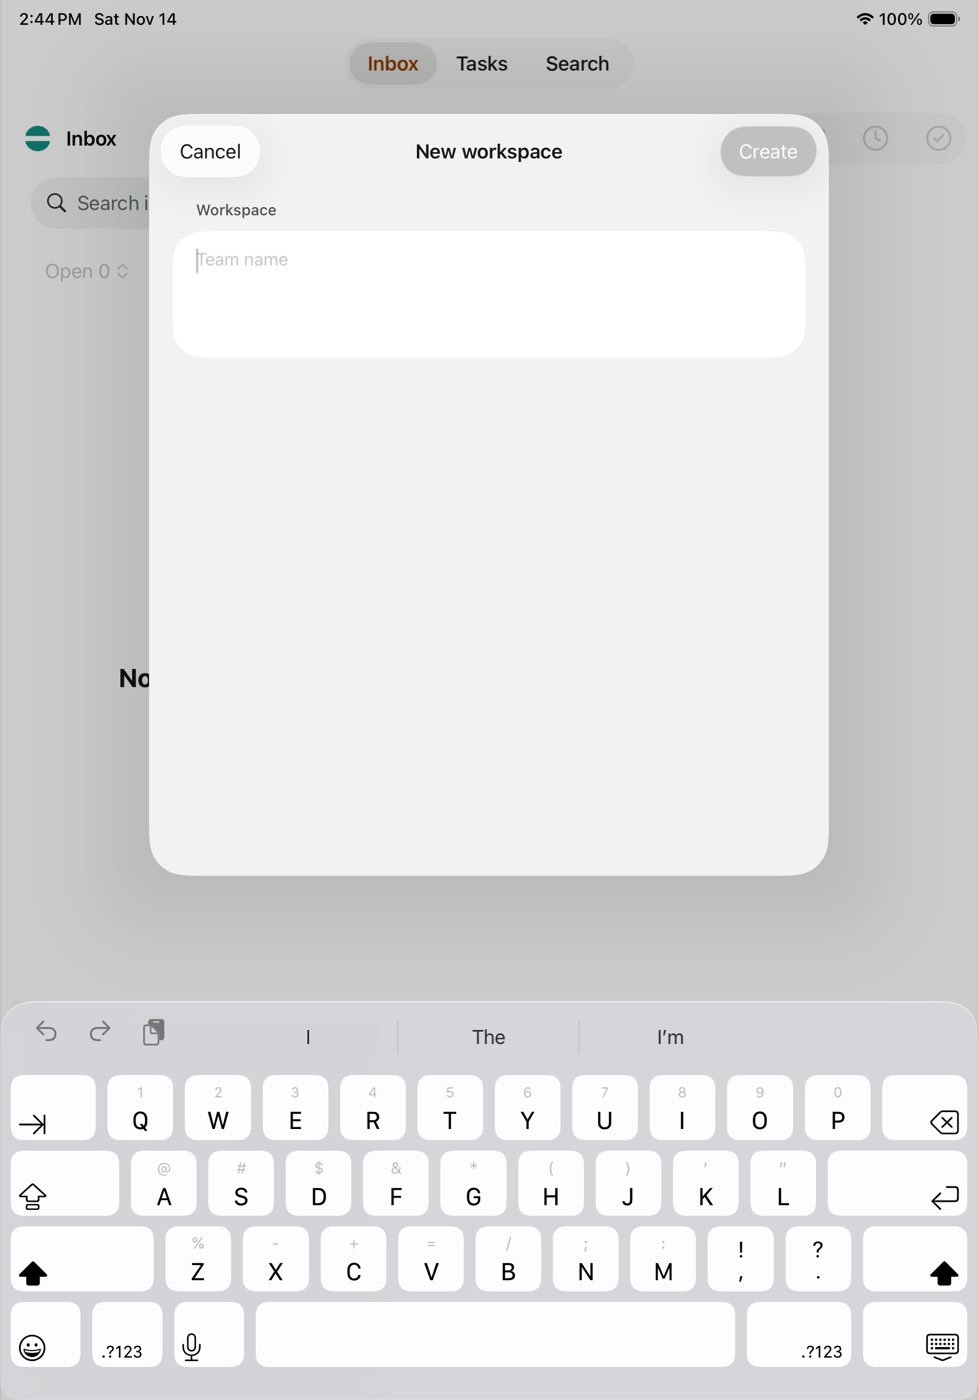 2:44 PM Sat Nov 14 100%
Inbox Tasks Search
Inbox
Cancel New workspace Create
Search i
Workspace
Team name
Open 0
No
I The I'm
1 2 3 4 5 6 7 8 9 0
Q W E R T Y U I O P
@ # $ & * ( ) ' "
A S D F G H J K L
% - + = / ; : ! ?
Z X C V B N M , .
.?123 .?123